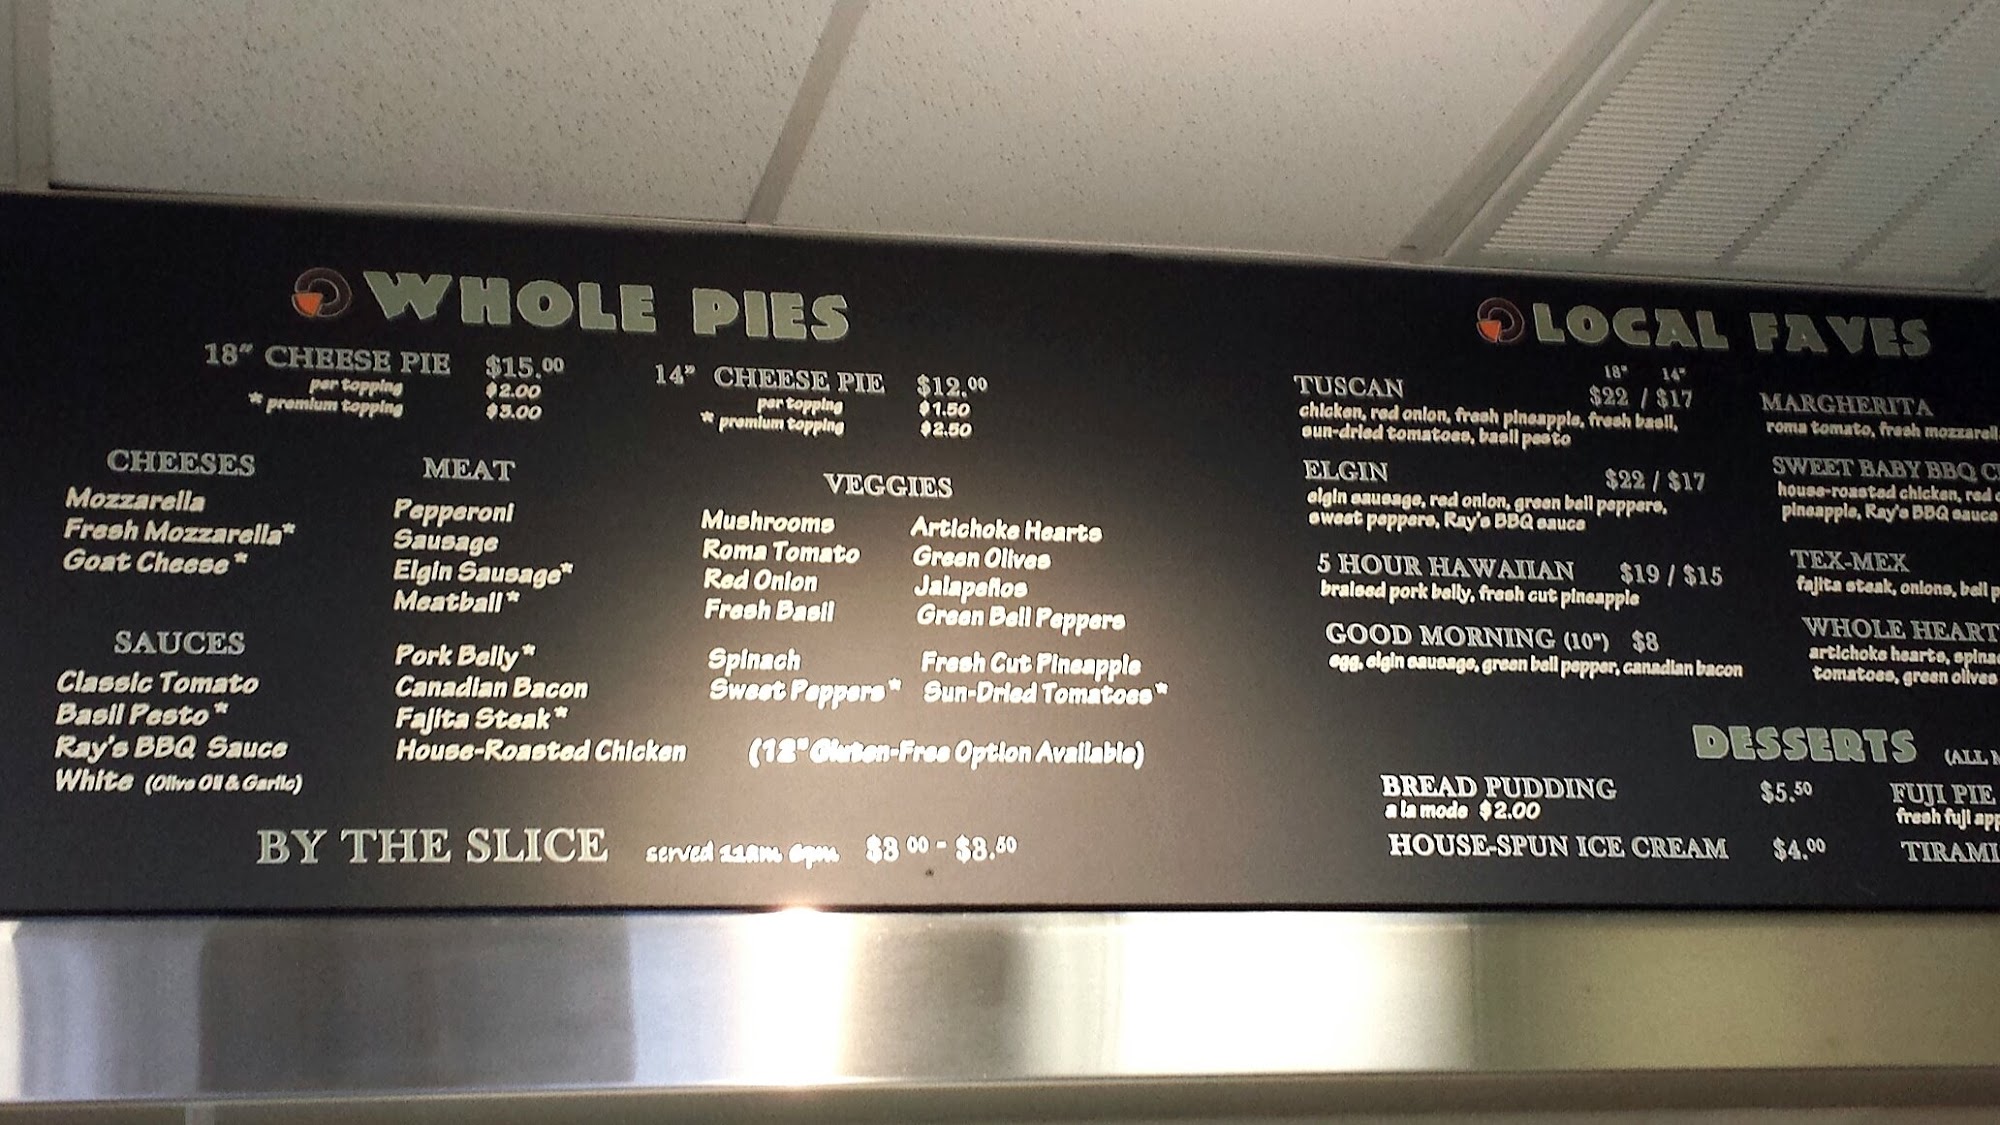 WHOLE PIES
18" CHEESE PIE $15.00
per topping $2.00
* premium topping $3.00
14" CHEESE PIE $12.00
per topping $1.50
* premium topping $2.50
CHEESES
Mozzarella
Fresh Mozzarella*
Goat Cheese*
SAUCES
Classic Tomato
Basil Pesto*
Ray's BBQ Sauce
White (Olive Oil & Garlic)
MEAT
Pepperoni
Sausage
Elgin Sausage*
Meatball*
Pork Belly*
Canadian Bacon
Fajita Steak*
House-Roasted Chicken
VEGGIES
Mushrooms
Roma Tomato
Red Onion
Fresh Basil
Spinach
Sweet Peppers*
Artichoke Hearts
Green Olives
Jalapeños
Green Bell Peppers
Fresh Cut Pineapple
Sun-Dried Tomatoes*
(12" Gluten-Free Option Available)
BY THE SLICE served 11am 6pm $3.00 - $3.50
LOCAL FAVES
18" 14"
TUSCAN $22 / $17
chicken, red onion, fresh pineapple, fresh basil,
sun-dried tomatoes, basil pesto
ELGIN $22 / $17
elgin sausage, red onion, green bell peppers,
sweet peppers, Ray's BBQ sauce
5 HOUR HAWAIIAN $19 / $15
braised pork belly, fresh cut pineapple
GOOD MORNING (10") $8
egg, elgin sausage, green bell pepper, canadian bacon
MARGHERITA
roma tomato, fresh mozzarell
SWEET BABY BBQ C
house-roasted chicken, red
pineapple, Ray's BBQ sauce
TEX-MEX
fajita steak, onions, bell p
WHOLE HEART
artichoke hearts, spina
tomatoes, green olives
DESSERTS (ALL
BREAD PUDDING $5.50
a la mode $2.00
HOUSE-SPUN ICE CREAM $4.00
FUJI PIE
fresh fuji app
TIRAMI